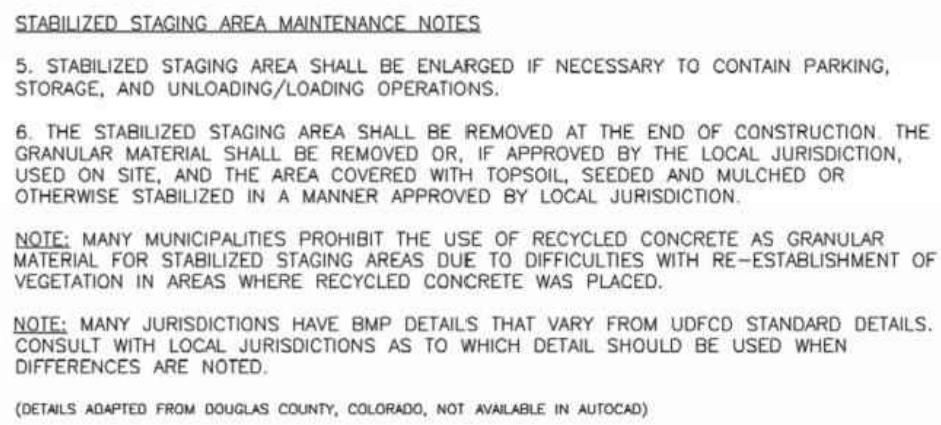 STABILIZED STAGING AREA MAINTENANCE NOTES
5. STABILIZED STAGING AREA SHALL BE ENLARGED IF NECESSARY TO CONTAIN PARKING,
STORAGE, AND UNLOADING/LOADING OPERATIONS.
6. THE STABILIZED STAGING AREA SHALL BE REMOVED AT THE END OF CONSTRUCTION. THE
GRANULAR MATERIAL SHALL BE REMOVED OR, IF APPROVED BY THE LOCAL JURISDICTION,
USED ON SITE, AND THE AREA COVERED WITH TOPSOIL, SEEDED AND MULCHED OR
OTHERWISE STABILIZED IN A MANNER APPROVED BY LOCAL JURISDICTION.
NOTE: MANY MUNICIPALITIES PROHIBIT THE USE OF RECYCLED CONCRETE AS GRANULAR
MATERIAL FOR STABILIZED STAGING AREAS DUE TO DIFFICULTIES WITH RE-ESTABLISHMENT OF
VEGETATION IN AREAS WHERE RECYCLED CONCRETE WAS PLACED.
NOTE: MANY JURISDICTIONS HAVE BMP DETAILS THAT VARY FROM UDFCD STANDARD DETAILS.
CONSULT WITH LOCAL JURISDICTIONS AS TO WHICH DETAIL SHOULD BE USED WHEN
DIFFERENCES ARE NOTED.
(DETAILS ADAPTED FROM DOUGLAS COUNTY, COLORADO, NOT AVAILABLE IN AUTOCAD)